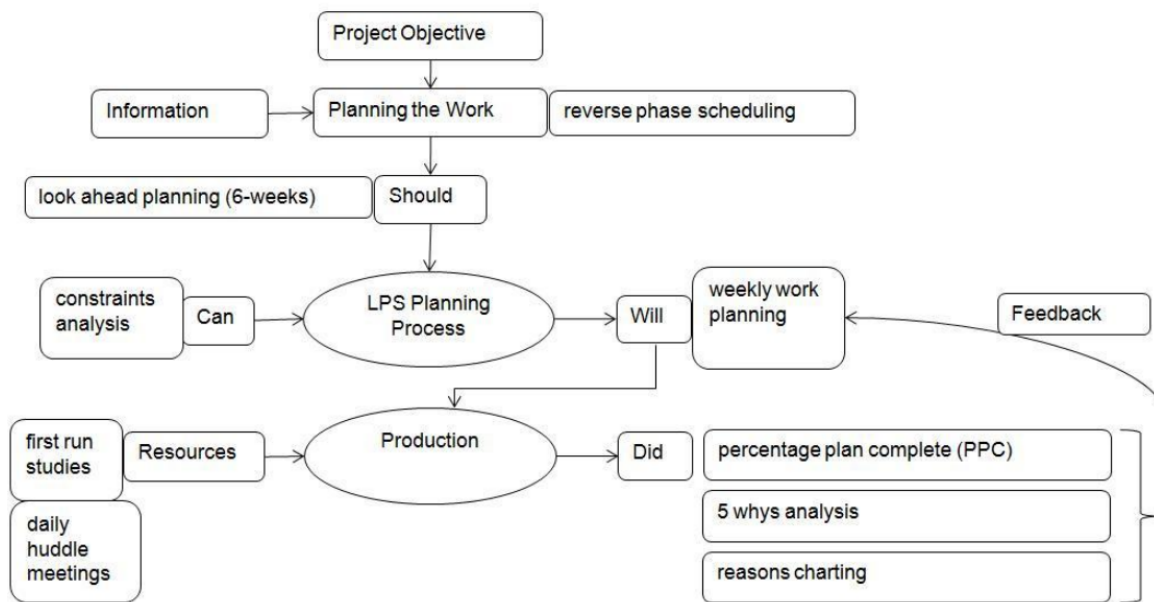 Project Objective
Information
Planning the Work
reverse phase scheduling
look ahead planning (6-weeks)
Should
constraints
analysis
Can
LPS Planning
Process
Will
weekly work
planning
Feedback
first run
studies
Resources
Production
Did
percentage plan complete (PPC)
daily
huddle
meetings
5 whys analysis
reasons charting